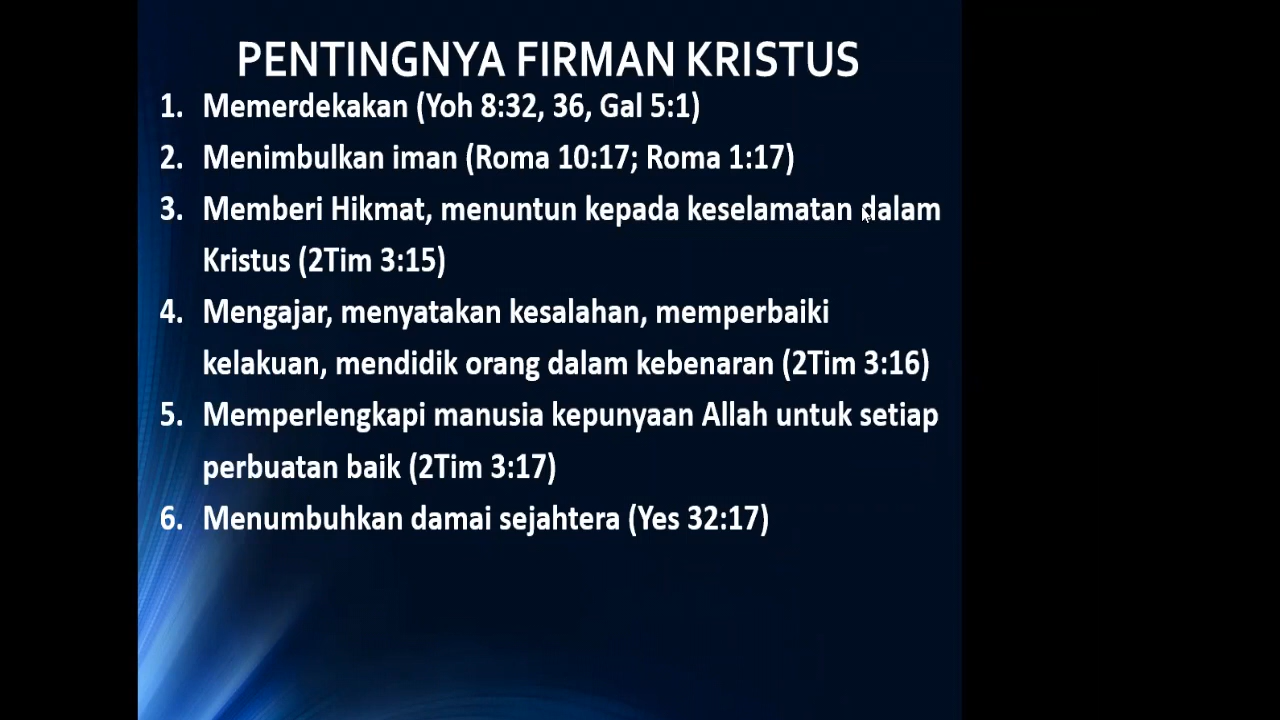 PENTINGNYA FIRMAN KRISTUS
1. Memerdekakan (Yoh 8:32, 36, Gal 5:1)
2. Menimbulkan iman (Roma 10:17; Roma 1:17)
3. Memberi Hikmat, menuntun kepada keselamatan dalam
Kristus (2Tim 3:15)
4. Mengajar, menyatakan kesalahan, memperbaiki
kelakuan, mendidik orang dalam kebenaran (2Tim 3:16)
5. Memperlengkapi manusia kepunyaan Allah untuk setiap
perbuatan baik (2Tim 3:17)
6. Menumbuhkan damai sejahtera (Yes 32:17)